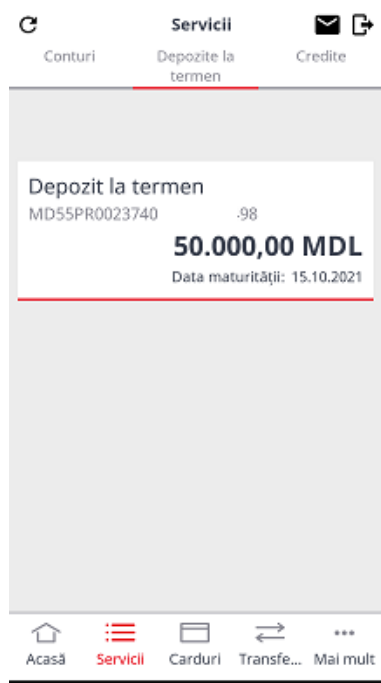 Servicii
Conturi
Depozite la
termen
Credite
Depozit la termen
MD55PR0023740 -98
50.000,00 MDL
Data maturității: 15.10.2021
Acasă Servicii Carduri Transfe... Mai mult